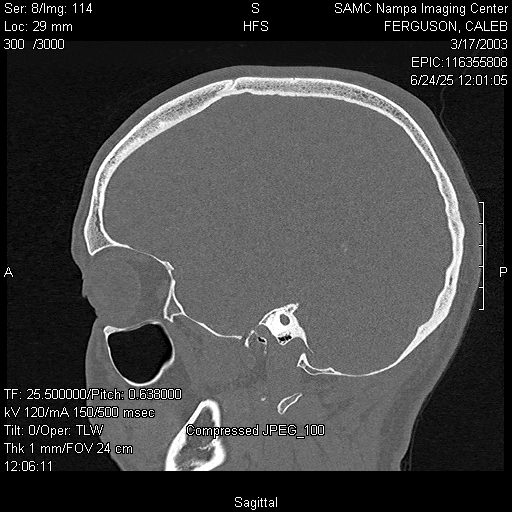 Ser: 8/Img: 114
Loc: 29 mm
300 /3000
S
HFS
SAMC Nampa Imaging Center
FERGUSON, CALEB
3/17/2003
EPIC:116355808
6/24/25 12:01:05
A
P
TF: 25.500000/Pitch: 0.638000
kV 120/mA 150/500 msec
Tilt: 0/Oper: TLW
Compressed JPEG_100
Thk 1 mm/FOV 24 cm
12:06:11
Sagittal